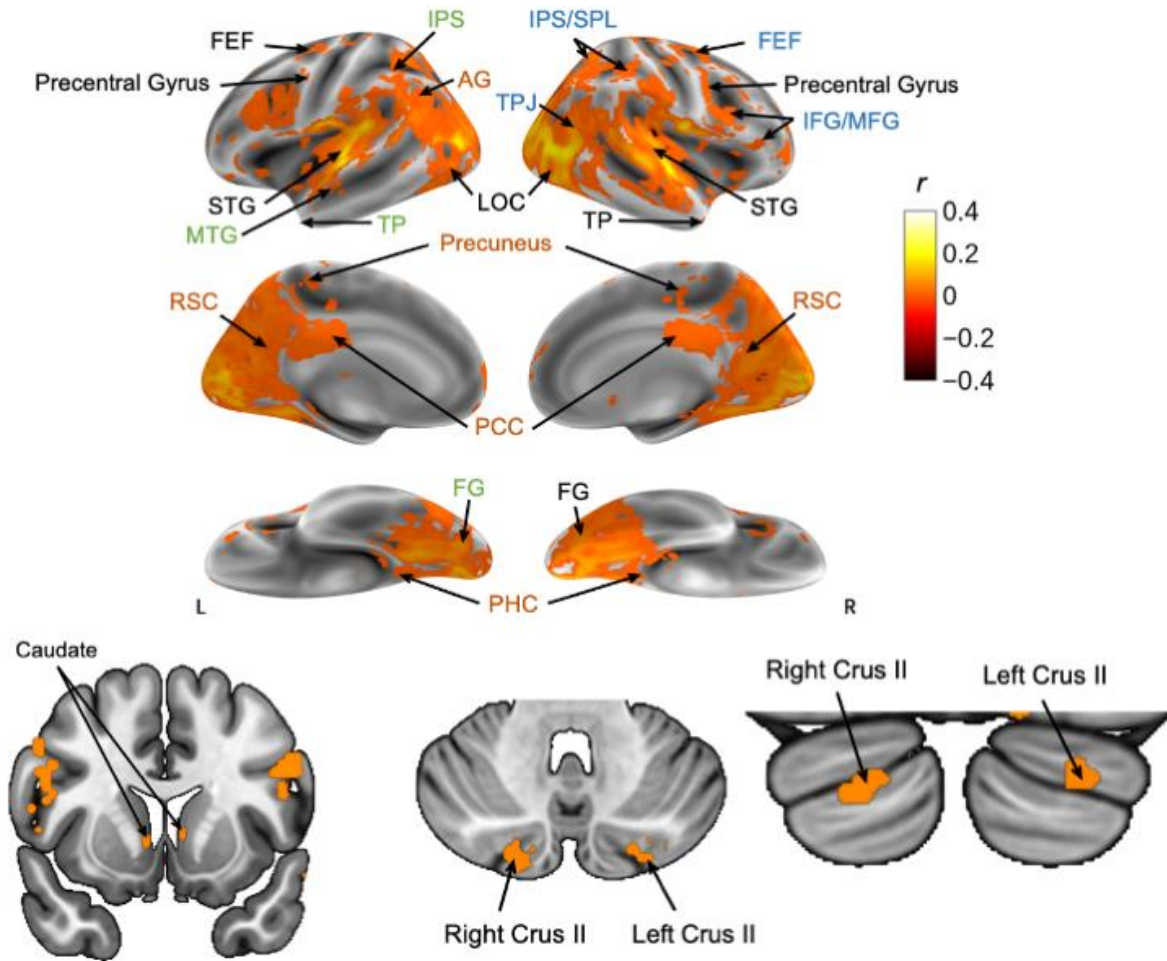 IPS
IPS/SPL
FEF
FEF
Precentral Gyrus
AG
TPJ
Precentral Gyrus
IFG/MFG
STG
LOC
TP
STG
MTG
TP
r
0.4
0.2
0
−0.2
−0.4
Precuneus
RSC
RSC
PCC
FG
FG
PHC
L
R
Caudate
Right Crus II
Left Crus II
Right Crus II
Left Crus II